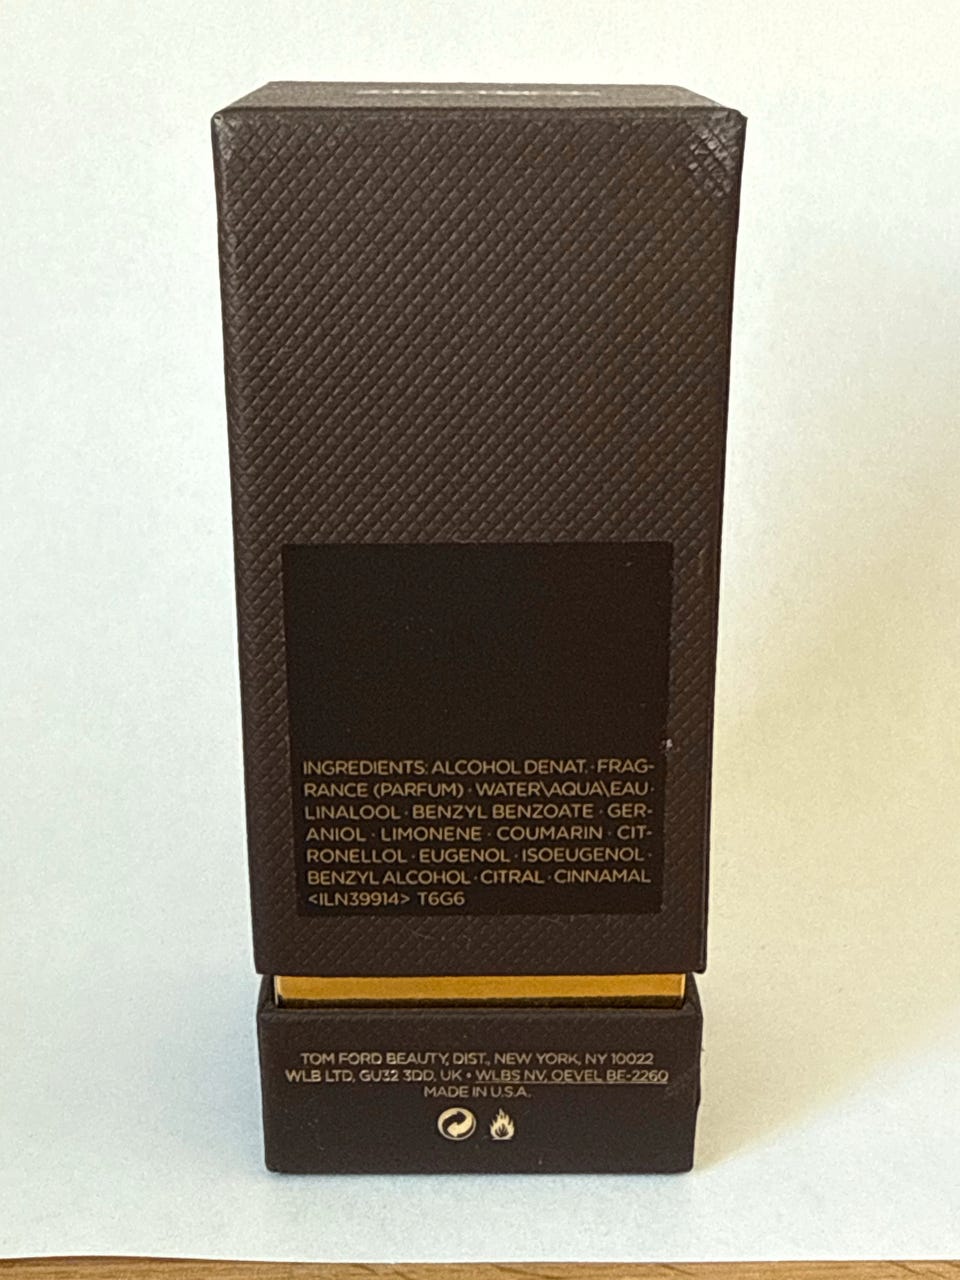 INGREDIENTS: ALCOHOL DENAT. · FRAG-
RANCE (PARFUM) · WATER\AQUA\EAU ·
LINALOOL · BENZYL BENZOATE · GER-
ANIOL · LIMONENE · COUMARIN · CIT-
RONELLOL · EUGENOL · ISOEUGENOL ·
BENZYL ALCOHOL · CITRAL · CINNAMAL
<ILN39914> T6G6
TOM FORD BEAUTY, DIST., NEW YORK, NY 10022
WLB LTD, GU32 3DD, UK • WLBS NV, OEVEL BE-2260
MADE IN U.S.A.